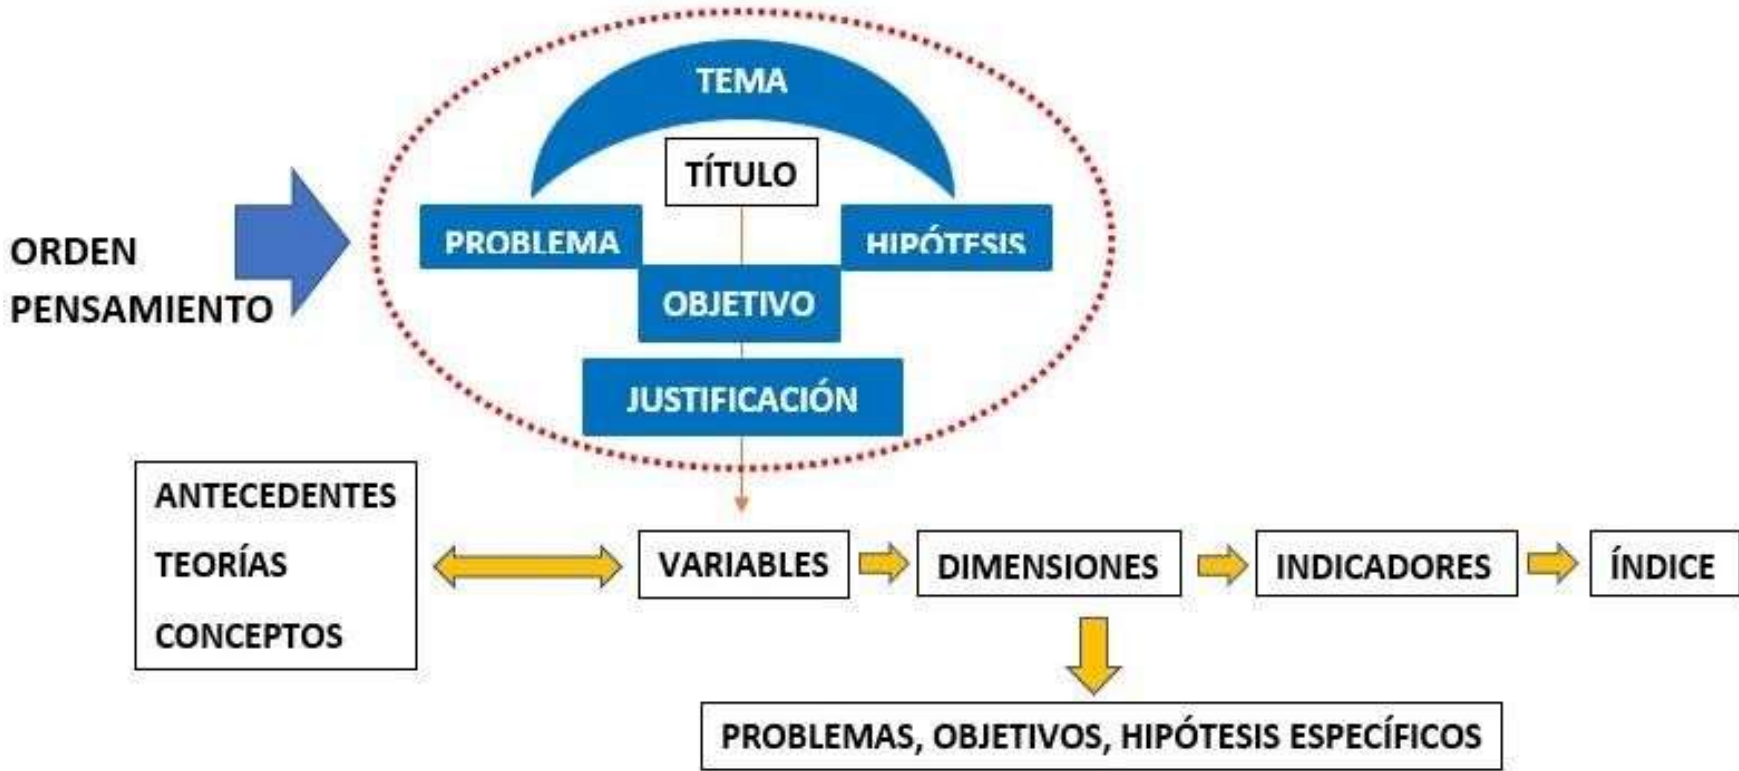 TEMA
TÍTULO
PROBLEMA
HIPÓTESIS
ORDEN
PENSAMIENTO
OBJETIVO
JUSTIFICACIÓN
ANTECEDENTES
TEORÍAS
CONCEPTOS
VARIABLES
DIMENSIONES
INDICADORES
ÍNDICE
PROBLEMAS, OBJETIVOS, HIPÓTESIS ESPECÍFICOS